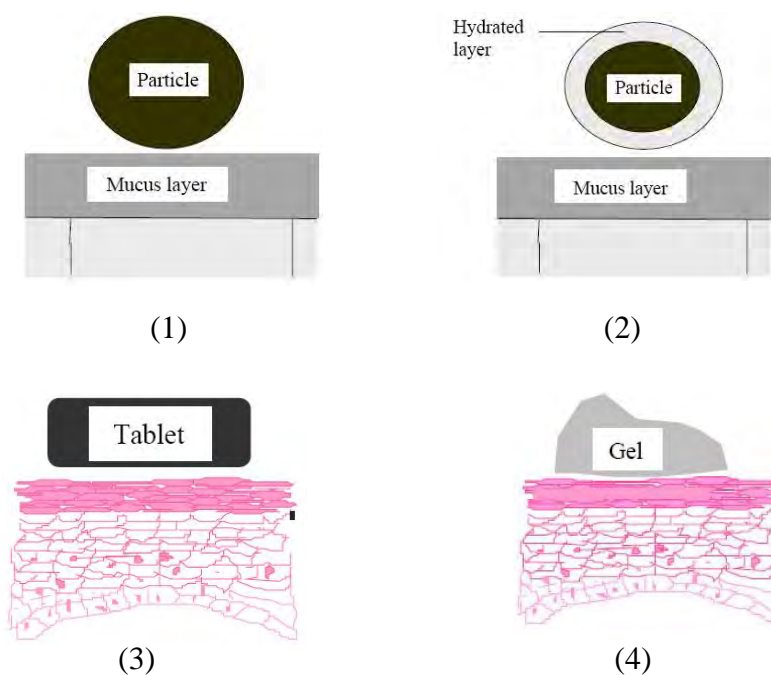 Particle
Mucus layer
(1)
Hydrated
layer
Particle
Mucus layer
(2)
Tablet
(3)
Gel
(4)